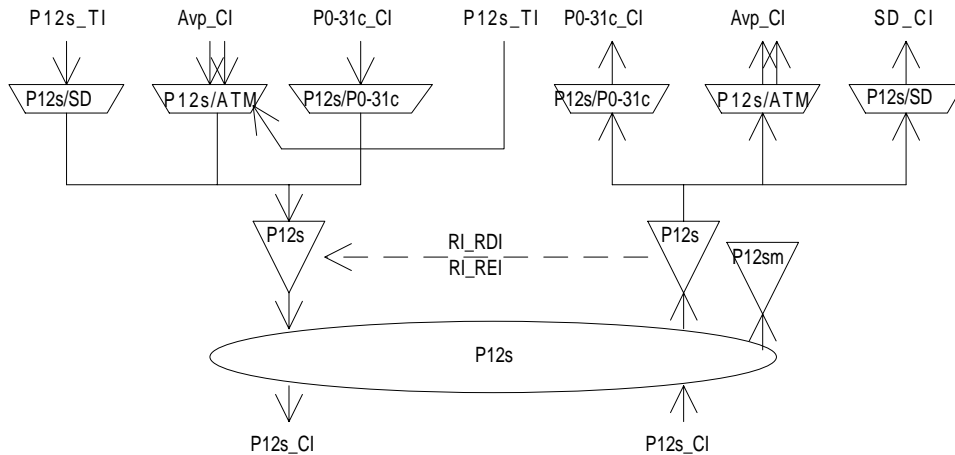 P12s_TI Avp_CI P0-31c_CI P12s_TI P0-31c_CI Avp_CI SD_CI
P12s/SD P12s/ATM P12s/P0-31c P12s/P0-31c P12s/ATM P12s/SD
P12s RI_RDI P12s
RI_REI P12sm
P12s
P12s_CI P12s_CI